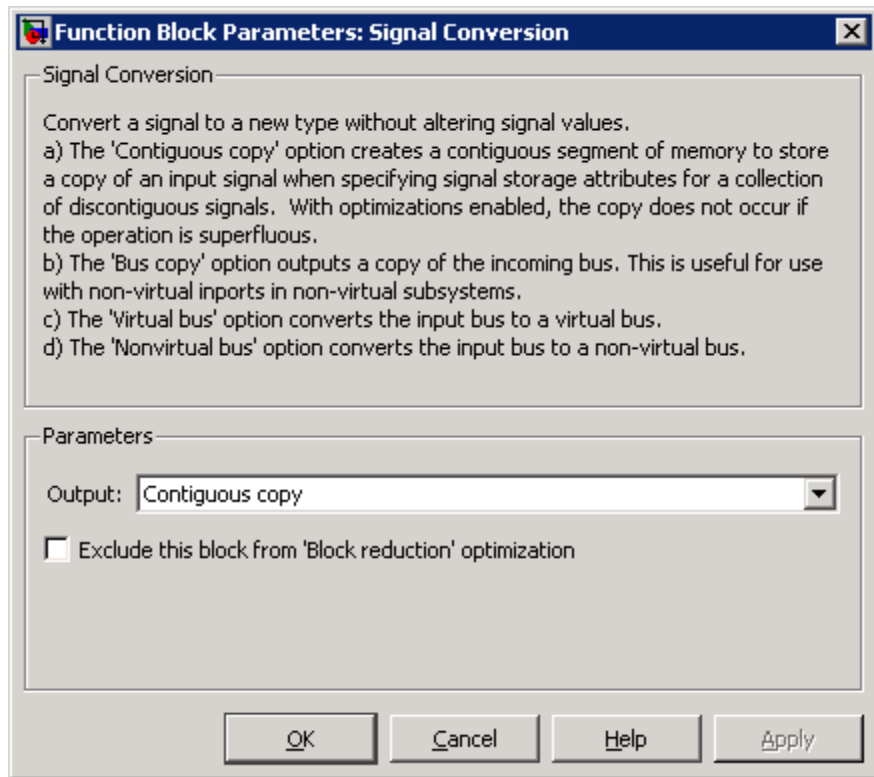 Function Block Parameters: Signal Conversion
Signal Conversion
Convert a signal to a new type without altering signal values.
a) The 'Contiguous copy' option creates a contiguous segment of memory to store
a copy of an input signal when specifying signal storage attributes for a collection
of discontiguous signals.  With optimizations enabled, the copy does not occur if
the operation is superfluous.
b) The 'Bus copy' option outputs a copy of the incoming bus. This is useful for use
with non-virtual inports in non-virtual subsystems.
c) The 'Virtual bus' option converts the input bus to a virtual bus.
d) The 'Nonvirtual bus' option converts the input bus to a non-virtual bus.
Parameters
Output: Contiguous copy
Exclude this block from 'Block reduction' optimization
OK Cancel Help Apply